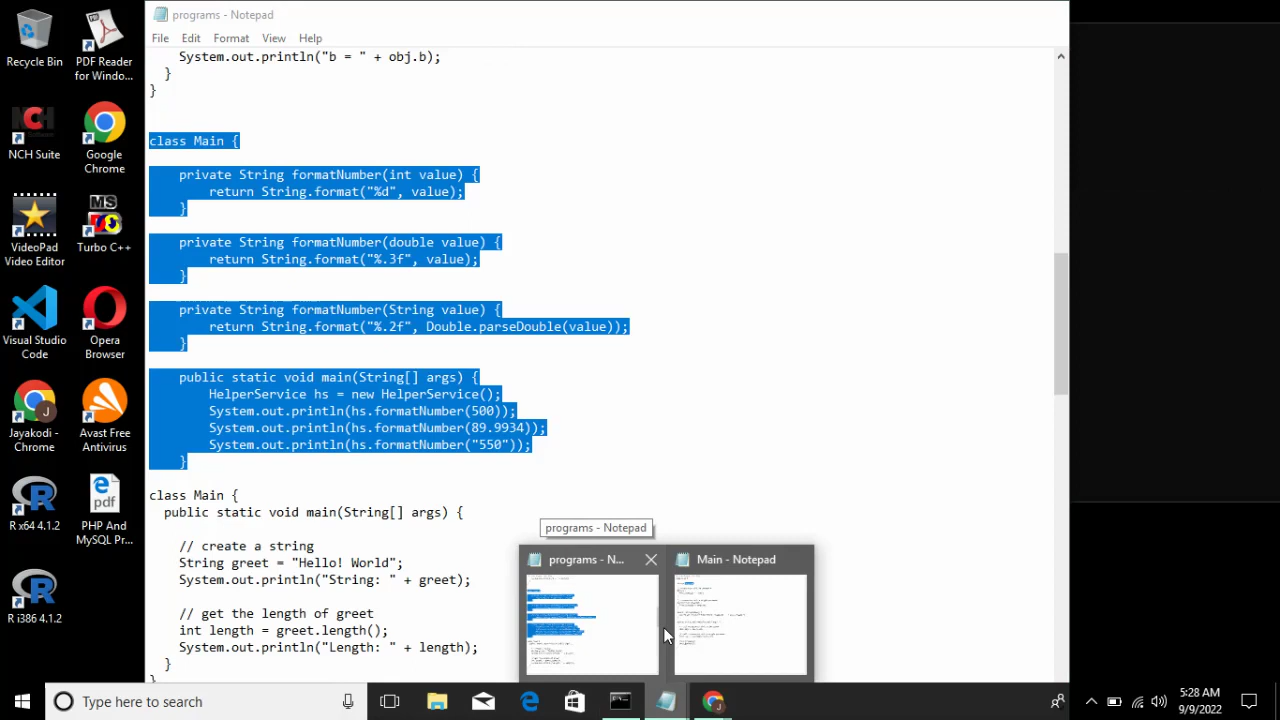 programs - Notepad
File Edit Format View Help
System.out.println("b = " + obj.b);
}
}
class Main {
private String formatNumber(int value) {
return String.format("%d", value);
}
private String formatNumber(double value) {
return String.format("%.3f", value);
}
private String formatNumber(String value) {
return String.format("%.2f", Double.parseDouble(value));
}
public static void main(String[] args) {
HelperService hs = new HelperService();
System.out.println(hs.formatNumber(500));
System.out.println(hs.formatNumber(89.9934));
System.out.println(hs.formatNumber("550"));
}
class Main {
public static void main(String[] args) {
// create a string
String greet = "Hello! World";
System.out.println("String: " + greet);
// get the length of greet
int length = greet.length();
System.out.println("Length: " + length);
}
}
Recycle Bin
PDF Reader
for Windo...
NCH Suite
Google
Chrome
VideoPad
Video Editor
MS
Turbo C++
Visual Studio
Code
Opera
Browser
Jayakodi -
Chrome
Avast Free
Antivirus
R x64 4.1.2
pdf
PHP And
MySQL Pr...
R i386 4.1.2
programs - Notepad
programs - N...
Main - Notepad
Type here to search
5:28 AM
9/9/2022